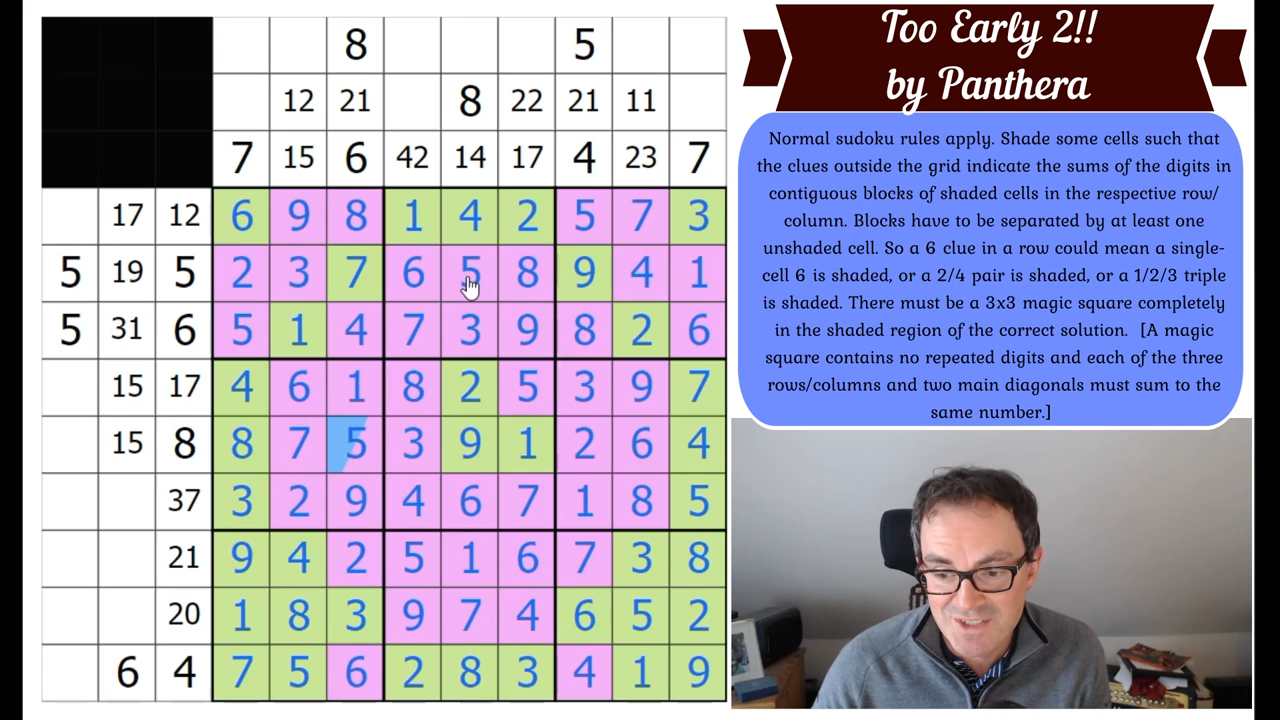 Too Early 2!!
by Panthera
Normal sudoku rules apply. Shade some cells such that
the clues outside the grid indicate the sums of the digits in
contiguous blocks of shaded cells in the respective row/
column. Blocks have to be separated by at least one
unshaded cell. So a 6 clue in a row could mean a single-
cell 6 is shaded, or a 2/4 pair is shaded, or a 1/2/3 triple
is shaded. There must be a 3x3 magic square completely
in the shaded region of the correct solution. [A magic
square contains no repeated digits and each of the three
rows/columns and two main diagonals must sum to the
same number.]
8 5
12 21 8 22 21 11
7 15 6 42 14 17 4 23 7
17 12 6 9 8 1 4 2 5 7 3
5 19 5 2 3 7 6 5 8 9 4 1
5 31 6 5 1 4 7 3 9 8 2 6
15 17 4 6 1 8 2 5 3 9 7
15 8 8 7 5 3 9 1 2 6 4
37 3 2 9 4 6 7 1 8 5
21 9 4 2 5 1 6 7 3 8
20 1 8 3 9 7 4 6 5 2
6 4 7 5 6 2 8 3 4 1 9